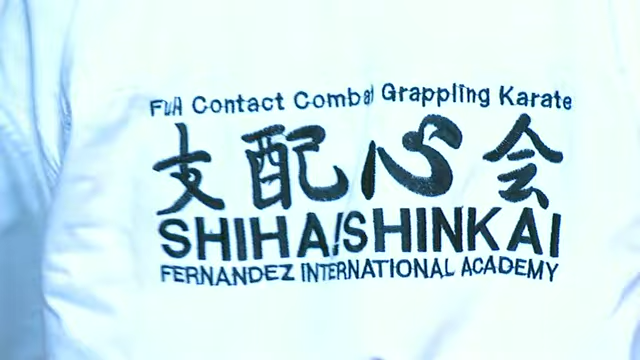 Full Contact Combat Grappling Karate
支配心会
SHIHAISHINKAI
FERNANDEZ INTERNATIONAL ACADEMY